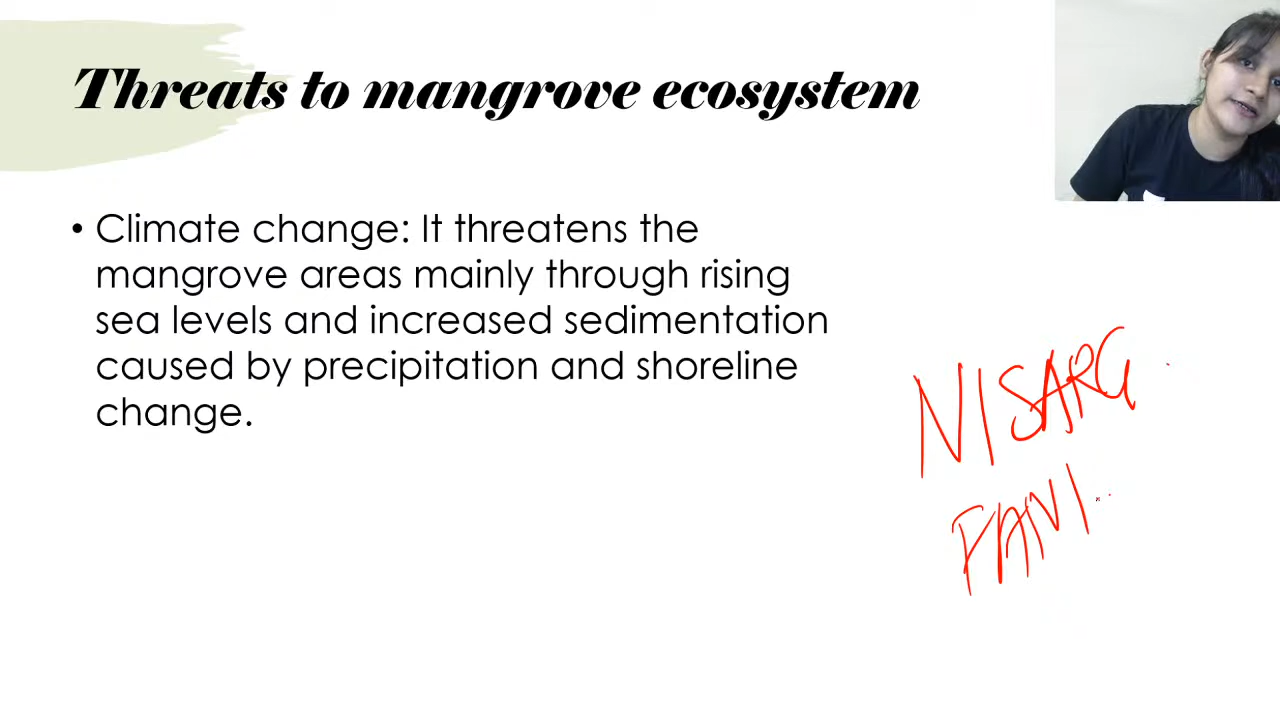 Threats to mangrove ecosystem
• Climate change: It threatens the
mangrove areas mainly through rising
sea levels and increased sedimentation
caused by precipitation and shoreline
change.
NISARG
FANI